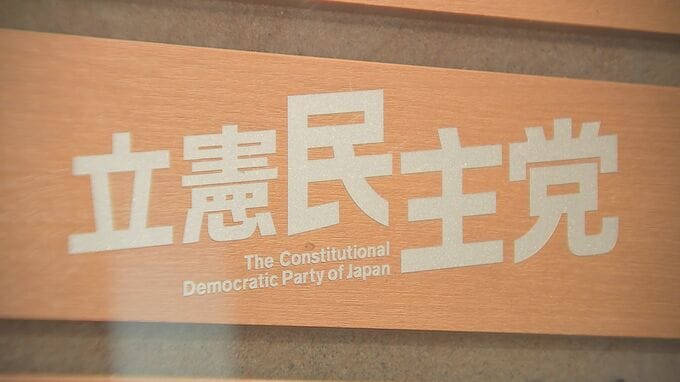 立憲民主党
The Constitutional
Democratic Party of Japan